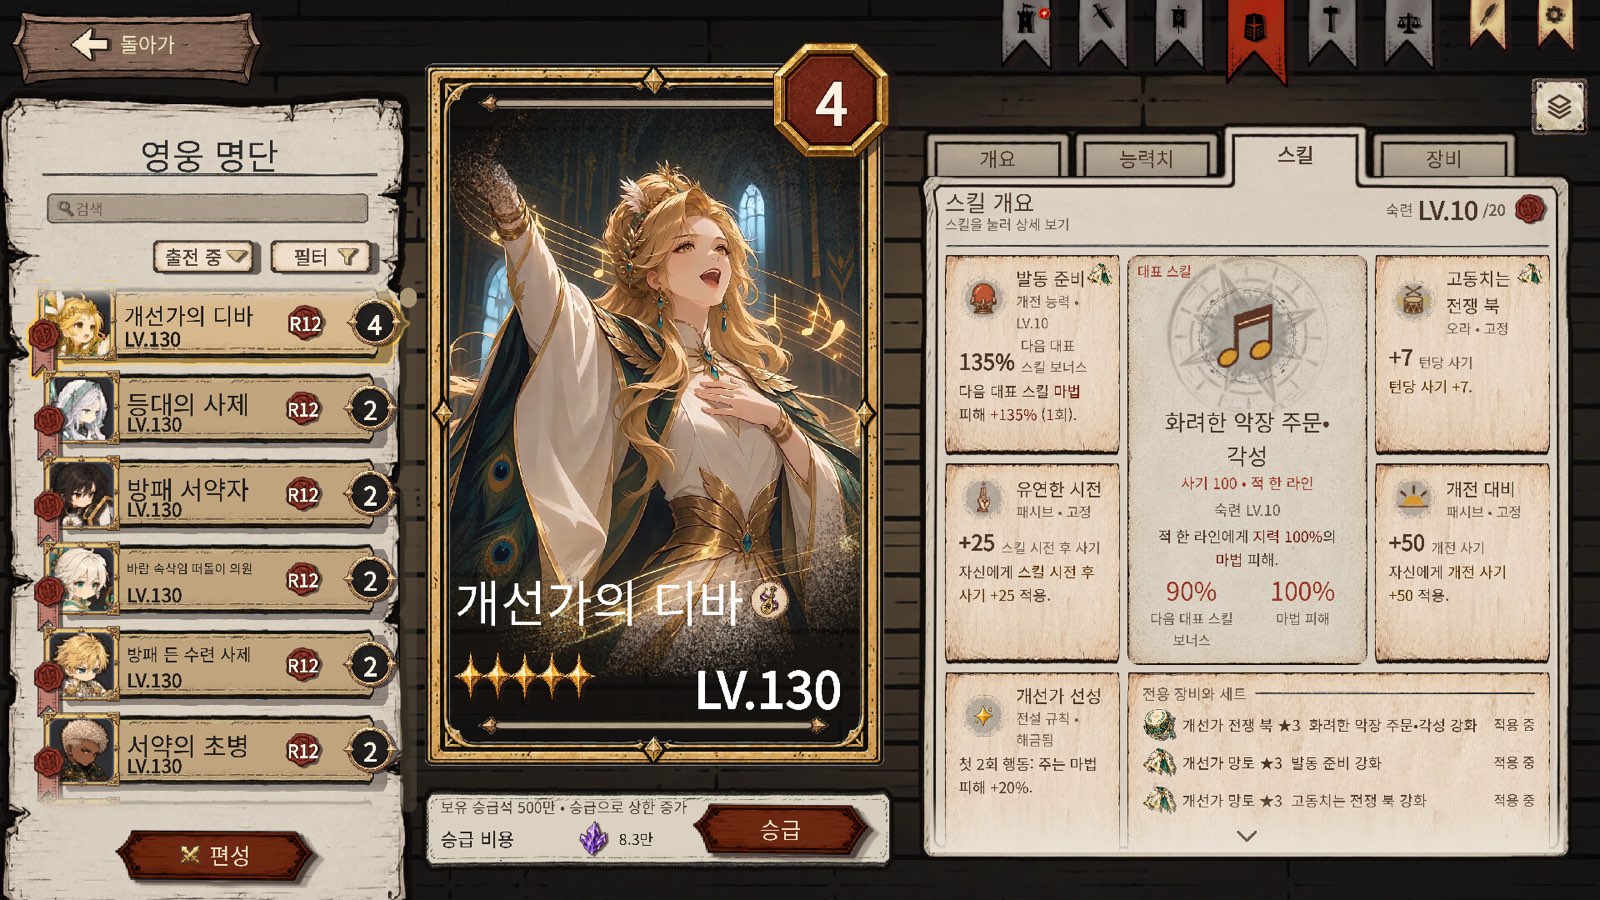 돌아가
영웅 명단
검색
출전 중
필터
개선가의 디바
LV.130
R12
4
등대의 사제
LV.130
R12
2
방패 서약자
LV.130
R12
2
바람 속삭임 떠돌이 의원
LV.130
R12
2
방패 든 수련 사제
LV.130
R12
2
서약의 초병
LV.130
R12
2
편성
4
개선가의 디바
LV.130
보유 승급석 500만 • 승급으로 상한 증가
승급 비용
8.3만
승급
개요
능력치
스킬
장비
스킬 개요
스킬을 눌러 상세 보기
숙련 LV.10 /20
발동 준비
개전 능력 •
LV.10
135% 다음 대표
스킬 보너스
다음 대표 스킬 마법
피해 +135% (1회).
유연한 시전
패시브 • 고정
+25 스킬 시전 후 사기
자신에게 스킬 시전 후
사기 +25 적용.
개선가 선성
전설 규칙 •
해금됨
첫 2회 행동: 주는 마법
피해 +20%.
대표 스킬
화려한 악장 주문•
각성
사기 100 • 적 한 라인
숙련 LV.10
적 한 라인에게 지력 100%의
마법 피해.
90%
다음 대표 스킬
보너스
100%
마법 피해
고동치는
전쟁 북
오라 • 고정
+7 턴당 사기
턴당 사기 +7.
개전 대비
패시브 • 고정
+50 개전 사기
자신에게 개전 사기
+50 적용.
전용 장비와 세트
개선가 전쟁 북 ★3 화려한 악장 주문•각성 강화 적용 중
개선가 망토 ★3 발동 준비 강화 적용 중
개선가 망토 ★3 고동치는 전쟁 북 강화 적용 중